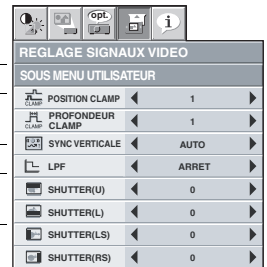 opt.
REGLAGE SIGNAUX VIDEO
SOUS MENU UTILISATEUR
CLAMP POSITION CLAMP 1
CLAMP PROFONDEUR CLAMP 1
SYNC VERTICALE AUTO
LPF ARRET
SHUTTER(U) 0
SHUTTER(L) 0
SHUTTER(LS) 0
SHUTTER(RS) 0